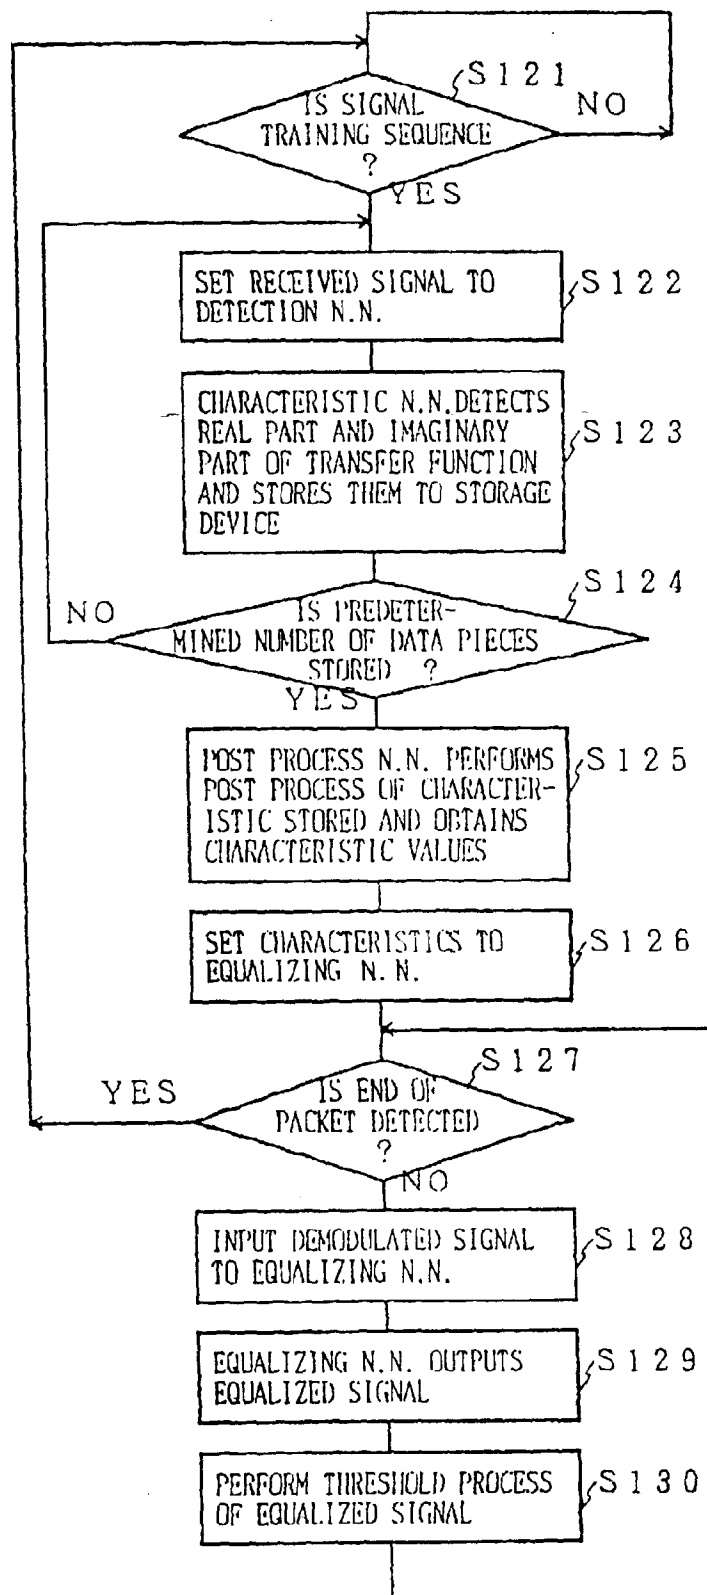 S121
IS SIGNAL
TRAINING SEQUENCE
?
NO
YES
SET RECEIVED SIGNAL TO
DETECTION N.N.
S122
CHARACTERISTIC N.N.DETECTS
REAL PART AND IMAGINARY
PART OF TRANSFER FUNCTION
AND STORES THEM TO STORAGE
DEVICE
S123
S124
NO
IS PREDETER-
MINED NUMBER OF DATA PIECES
STORED ?
YES
POST PROCESS N.N. PERFORMS
POST PROCESS OF CHARACTER-
ISTIC STORED AND OBTAINS
CHARACTERISTIC VALUES
S125
SET CHARACTERISTICS TO
EQUALIZING N.N.
S126
S127
YES
IS END OF
PACKET DETECTED
?
NO
INPUT DEMODULATED SIGNAL
TO EQUALIZING N.N.
S128
EQUALIZING N.N. OUTPUTS
EQUALIZED SIGNAL
S129
PERFORM THRESHOLD PROCESS
OF EQUALIZED SIGNAL
S130